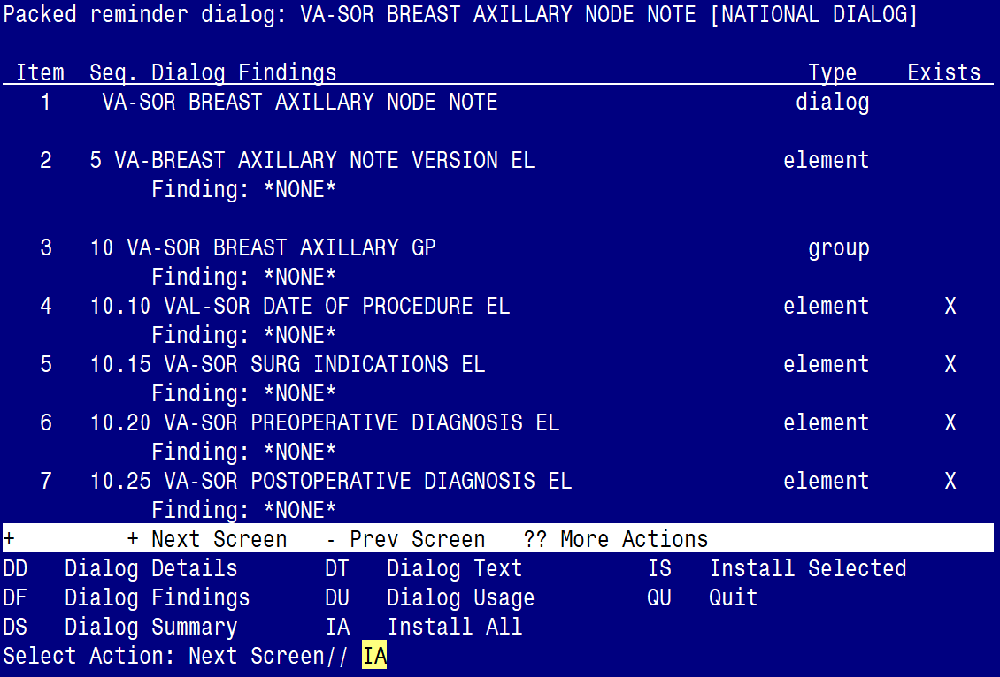 Packed reminder dialog: VA-SOR BREAST AXILLARY NODE NOTE [NATIONAL DIALOG]
Item Seq. Dialog Findings Type Exists
1 VA-SOR BREAST AXILLARY NODE NOTE dialog
2 5 VA-BREAST AXILLARY NOTE VERSION EL element
Finding: *NONE*
3 10 VA-SOR BREAST AXILLARY GP group
Finding: *NONE*
4 10.10 VAL-SOR DATE OF PROCEDURE EL element X
Finding: *NONE*
5 10.15 VA-SOR SURG INDICATIONS EL element X
Finding: *NONE*
6 10.20 VA-SOR PREOPERATIVE DIAGNOSIS EL element X
Finding: *NONE*
7 10.25 VA-SOR POSTOPERATIVE DIAGNOSIS EL element X
Finding: *NONE*
+ + Next Screen - Prev Screen ?? More Actions
DD Dialog Details DT Dialog Text IS Install Selected
DF Dialog Findings DU Dialog Usage QU Quit
DS Dialog Summary IA Install All
Select Action: Next Screen// IA